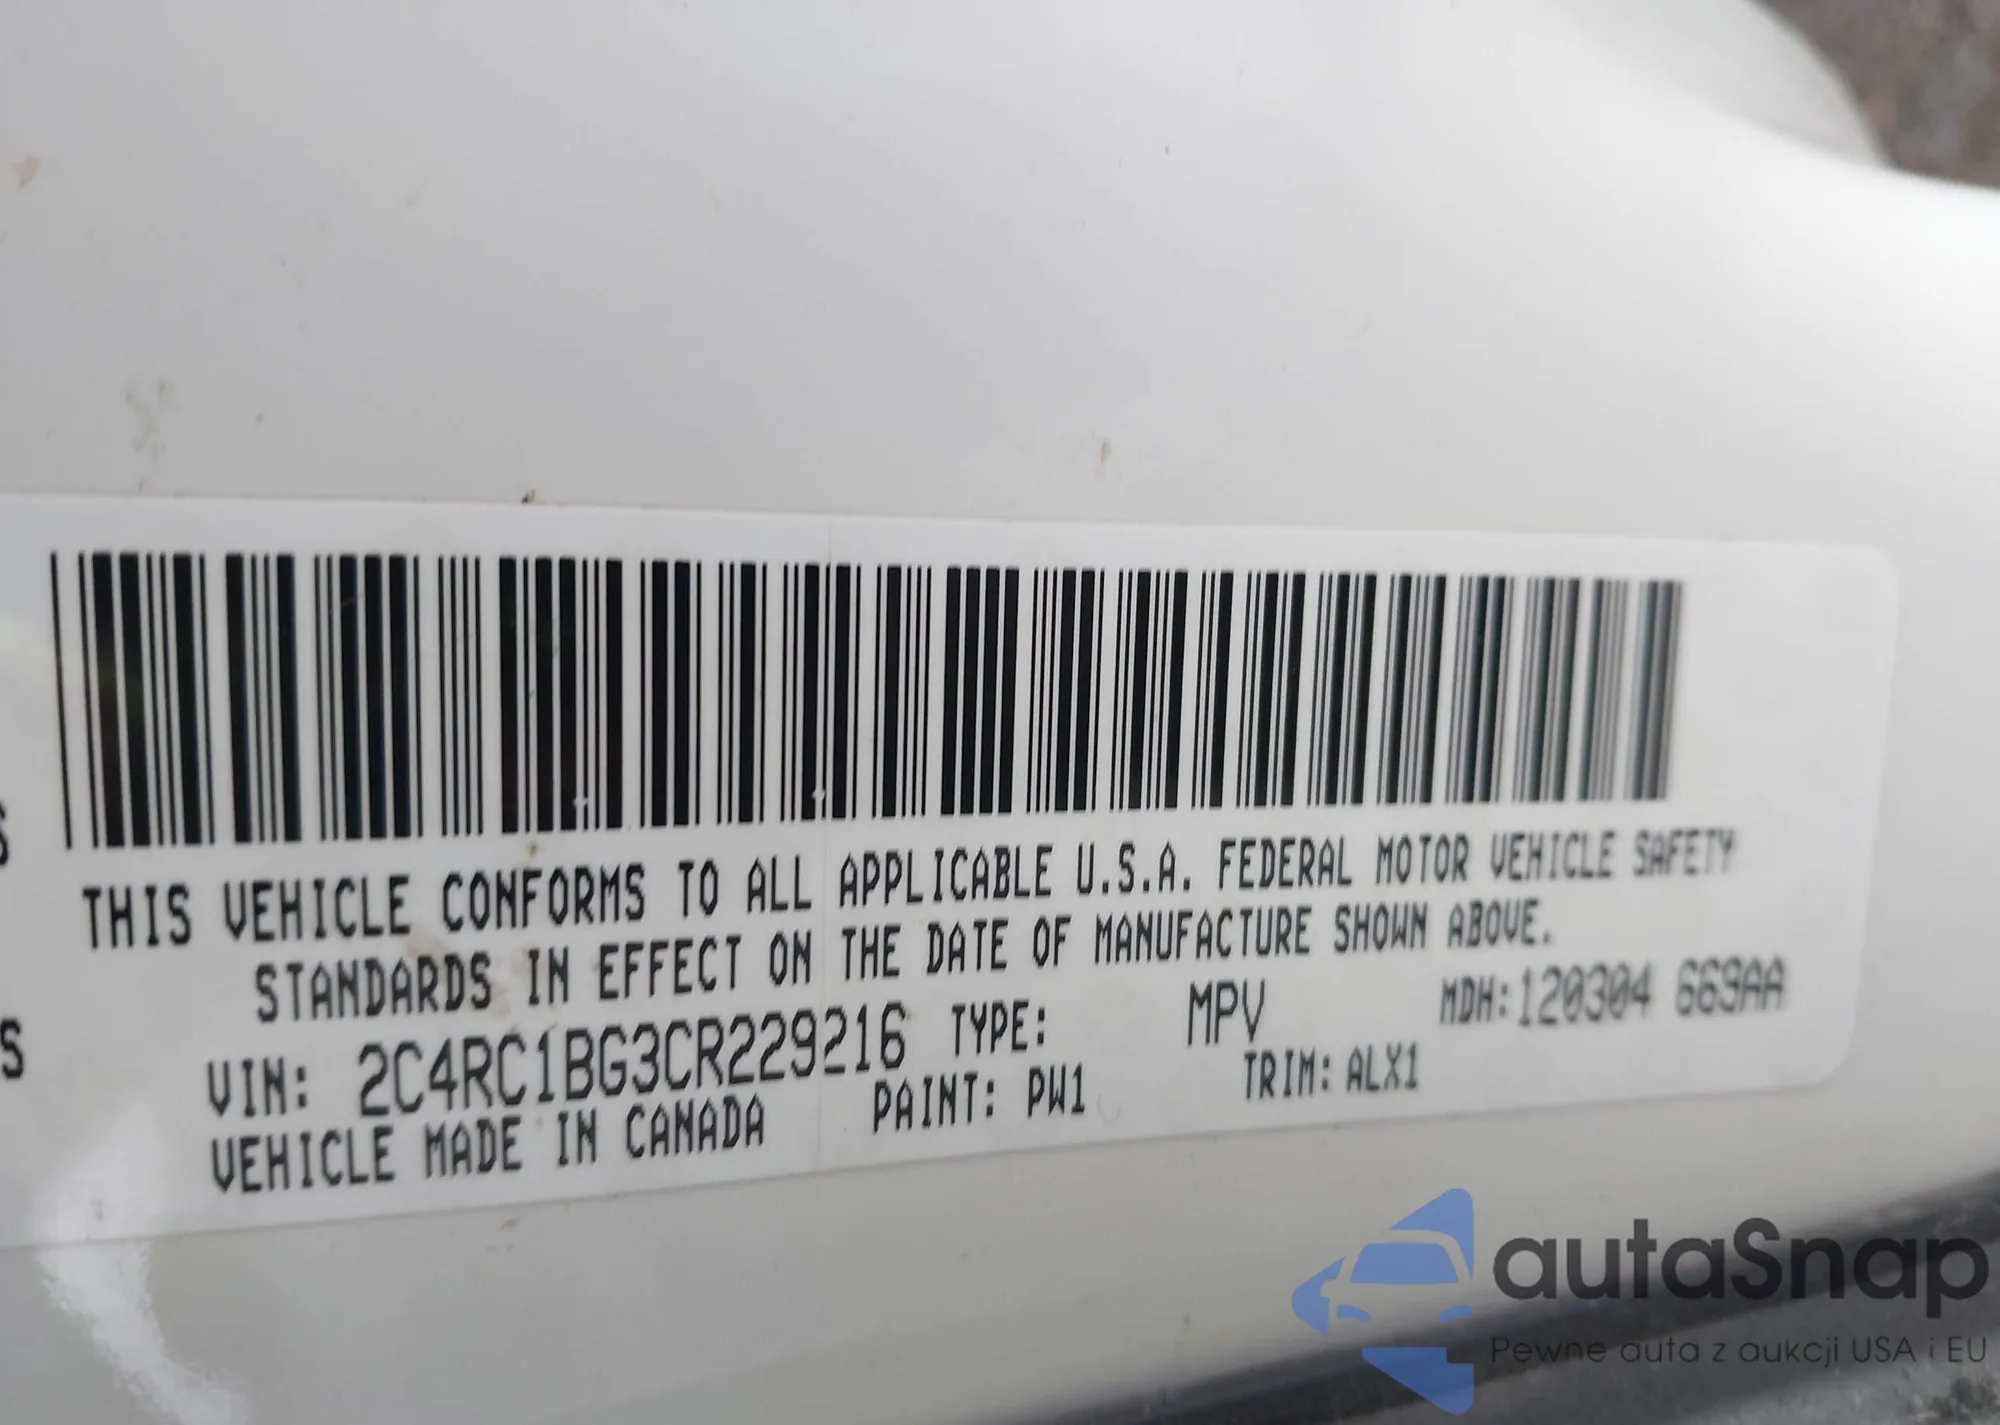 THIS VEHICLE CONFORMS TO ALL APPLICABLE U.S.A. FEDERAL MOTOR VEHICLE SAFETY
STANDARDS IN EFFECT ON THE DATE OF MANUFACTURE SHOWN ABOVE.
VIN: 2C4RC1BG3CR229216 TYPE: MPV MDH:120304 669AA
VEHICLE MADE IN CANADA PAINT: PW1 TRIM: ALX1
autaSnap
Pewne auta z aukcji USA i EU